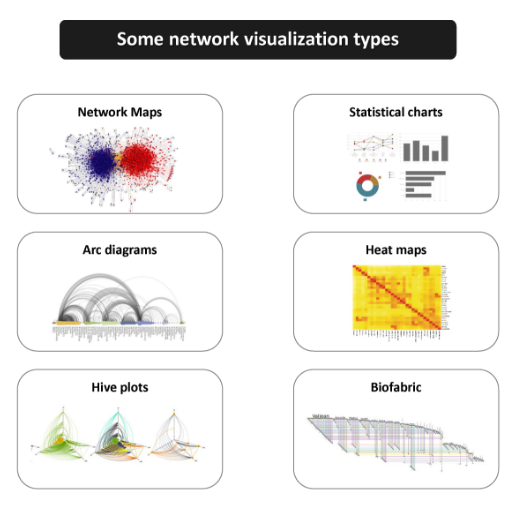 Some network visualization types
Network Maps
Statistical charts
Arc diagrams
Heat maps
Hive plots
Biofabric